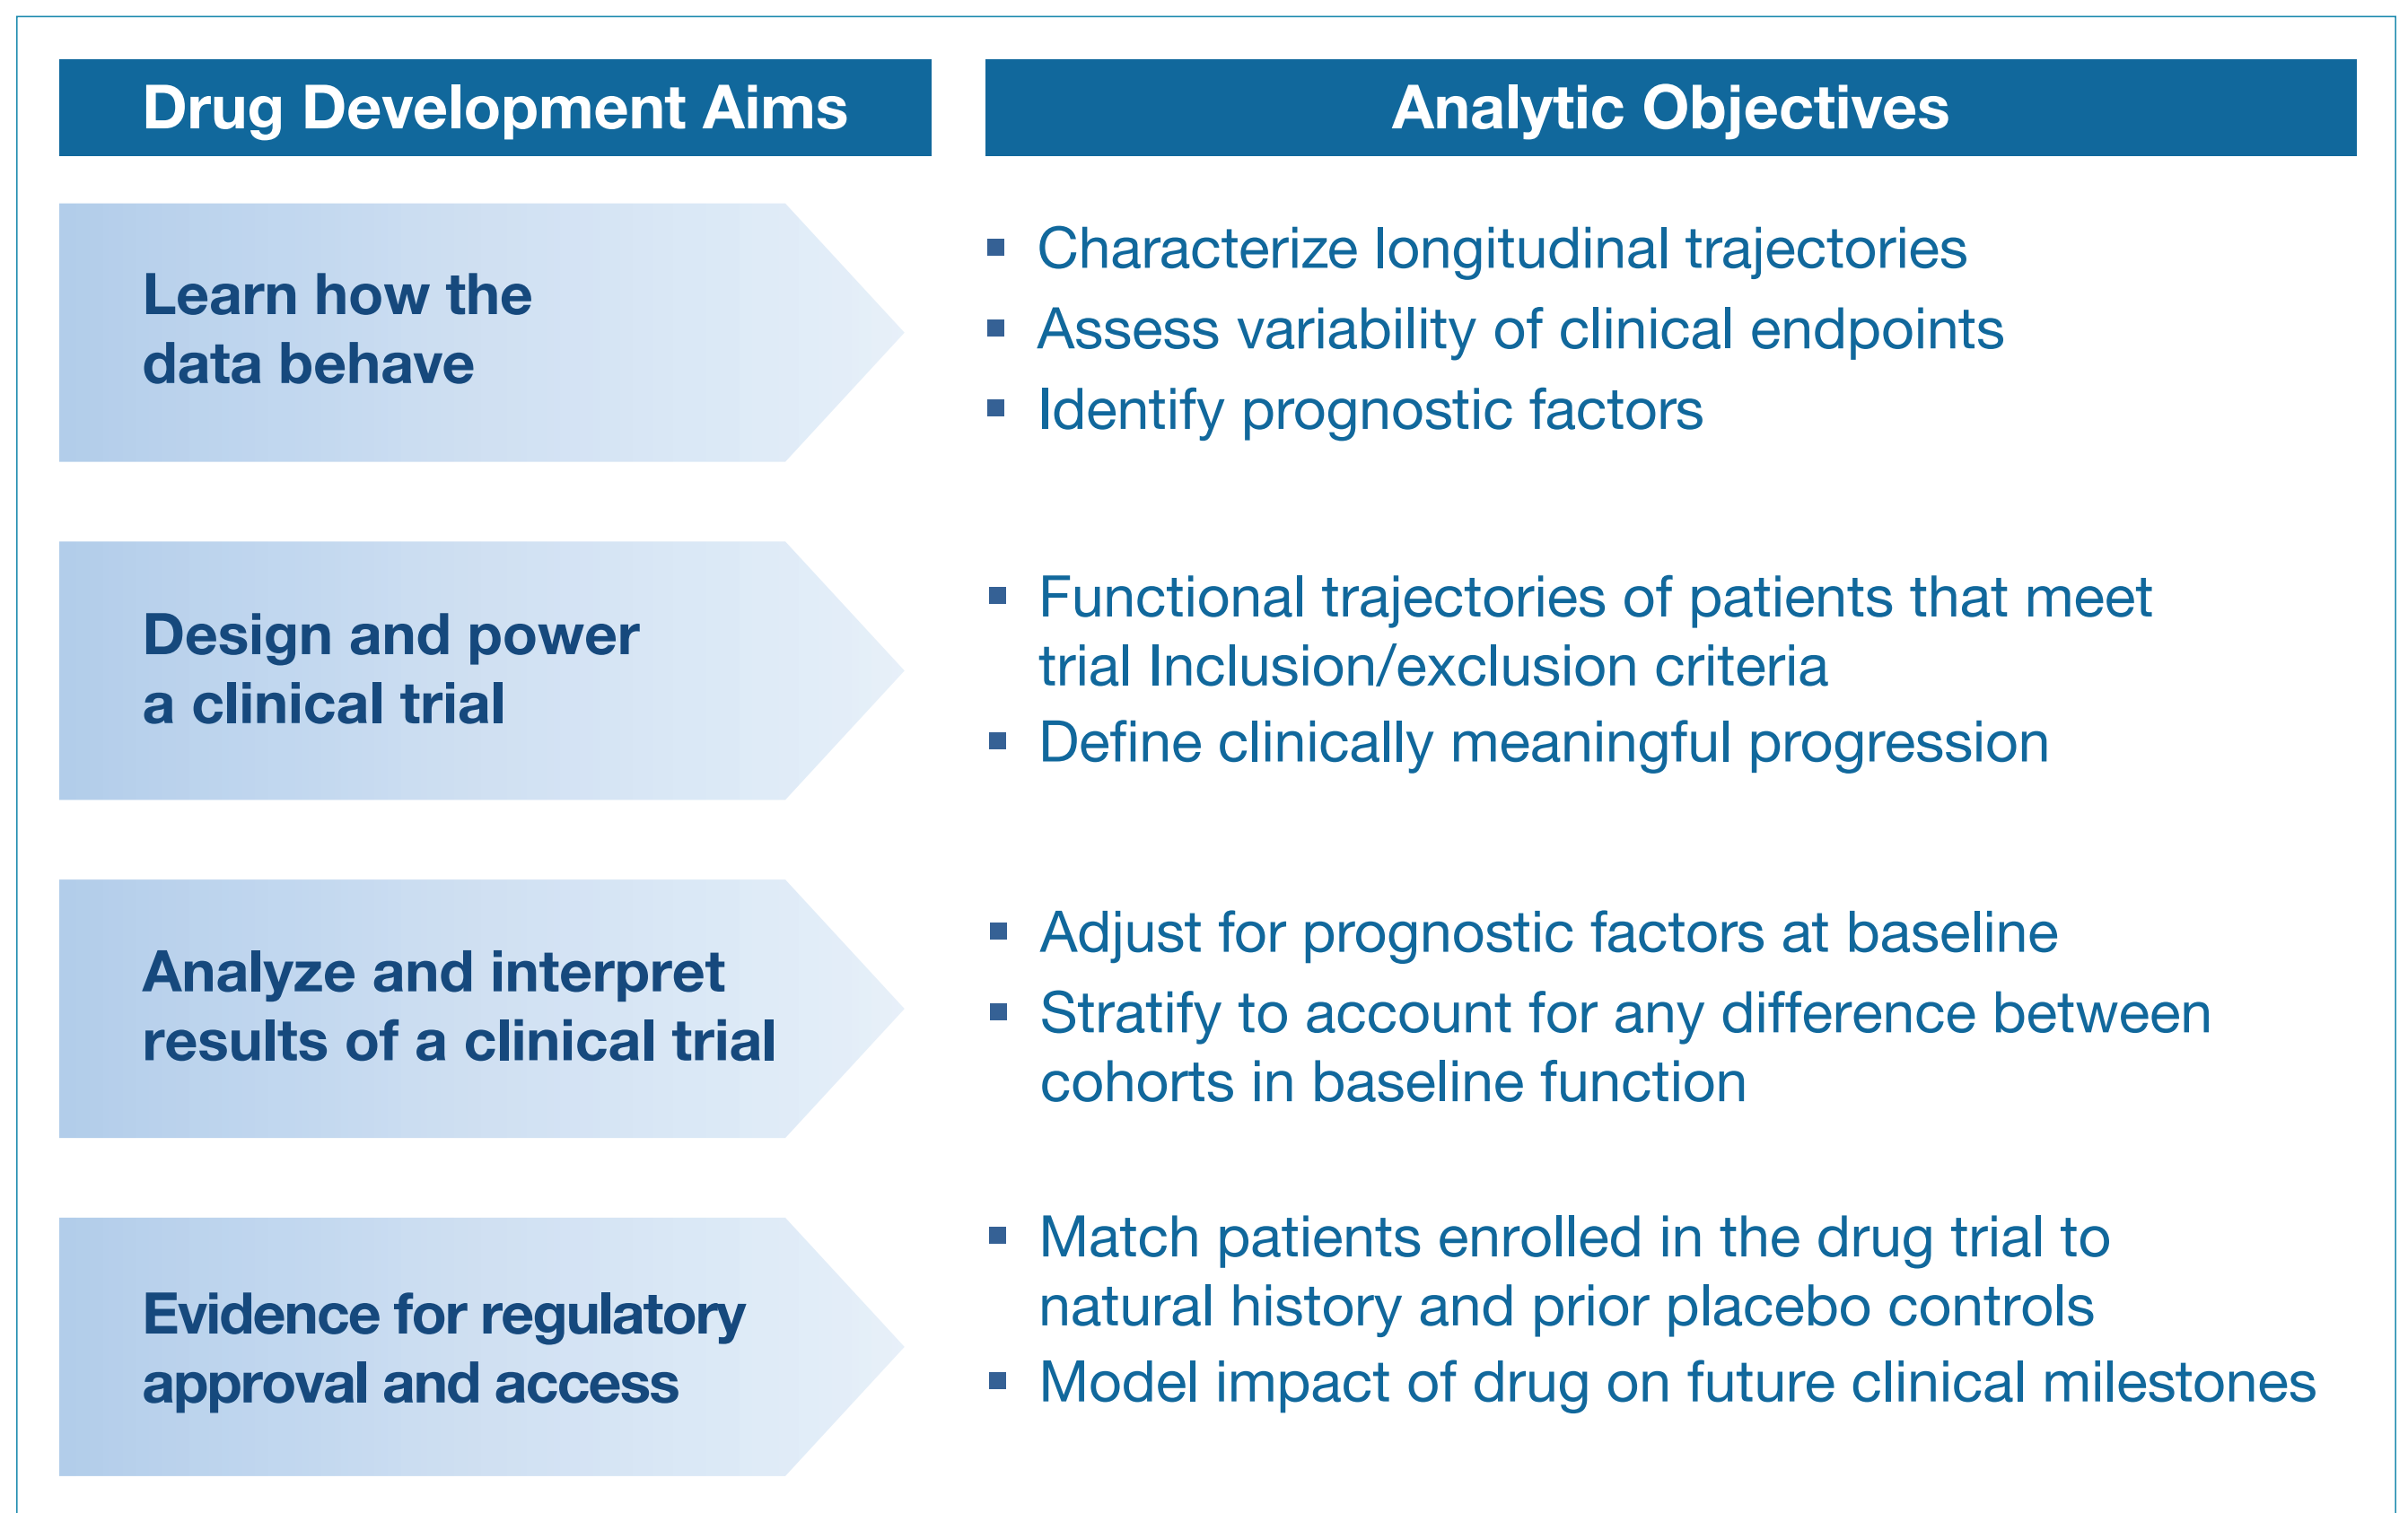 Drug Development Aims
Analytic Objectives
Learn how the
data behave
Characterize longitudinal trajectories
Assess variability of clinical endpoints
Identify prognostic factors
Design and power
a clinical trial
Functional trajectories of patients that meet
trial Inclusion/exclusion criteria
Define clinically meaningful progression
Analyze and interpret
results of a clinical trial
Adjust for prognostic factors at baseline
Stratify to account for any difference between
cohorts in baseline function
Evidence for regulatory
approval and access
Match patients enrolled in the drug trial to
natural history and prior placebo controls
Model impact of drug on future clinical milestones